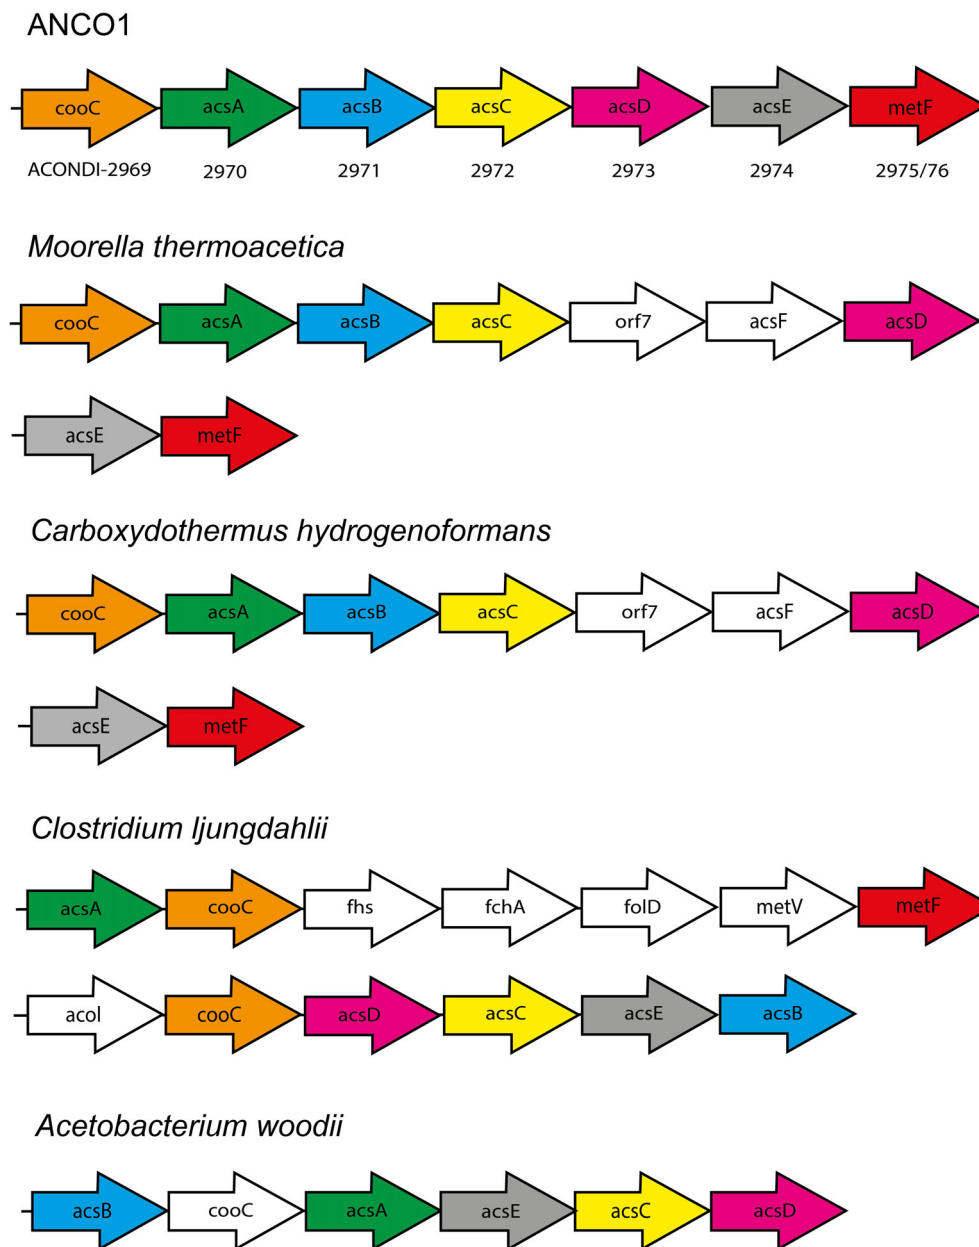 ANCO1
cooC acsA acsB acsC acsD acsE metF
ACONDI-2969 2970 2971 2972 2973 2974 2975/76
Moorella thermoacetica
cooC acsA acsB acsC orf7 acsF acsD
acsE metF
Carboxydothermus hydrogenoformans
cooC acsA acsB acsC orf7 acsF acsD
acsE metF
Clostridium ljungdahlii
acsA cooC fhs fchA folD metV metF
acoI cooC acsD acsC acsE acsB
Acetobacterium woodii
acsB cooC acsA acsE acsC acsD